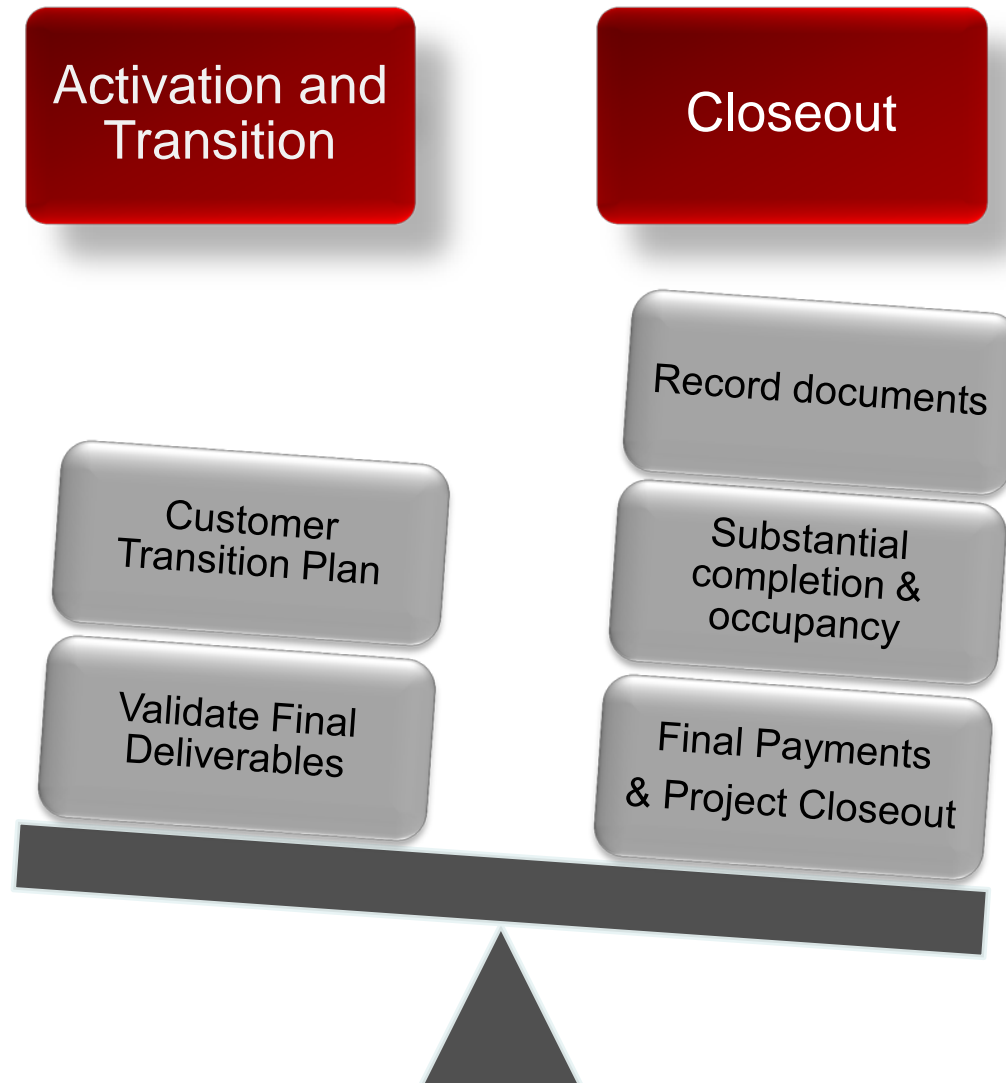 Activation and
Transition
Closeout
Record documents
Customer
Transition Plan
Substantial
completion &
occupancy
Validate Final
Deliverables
Final Payments
& Project Closeout